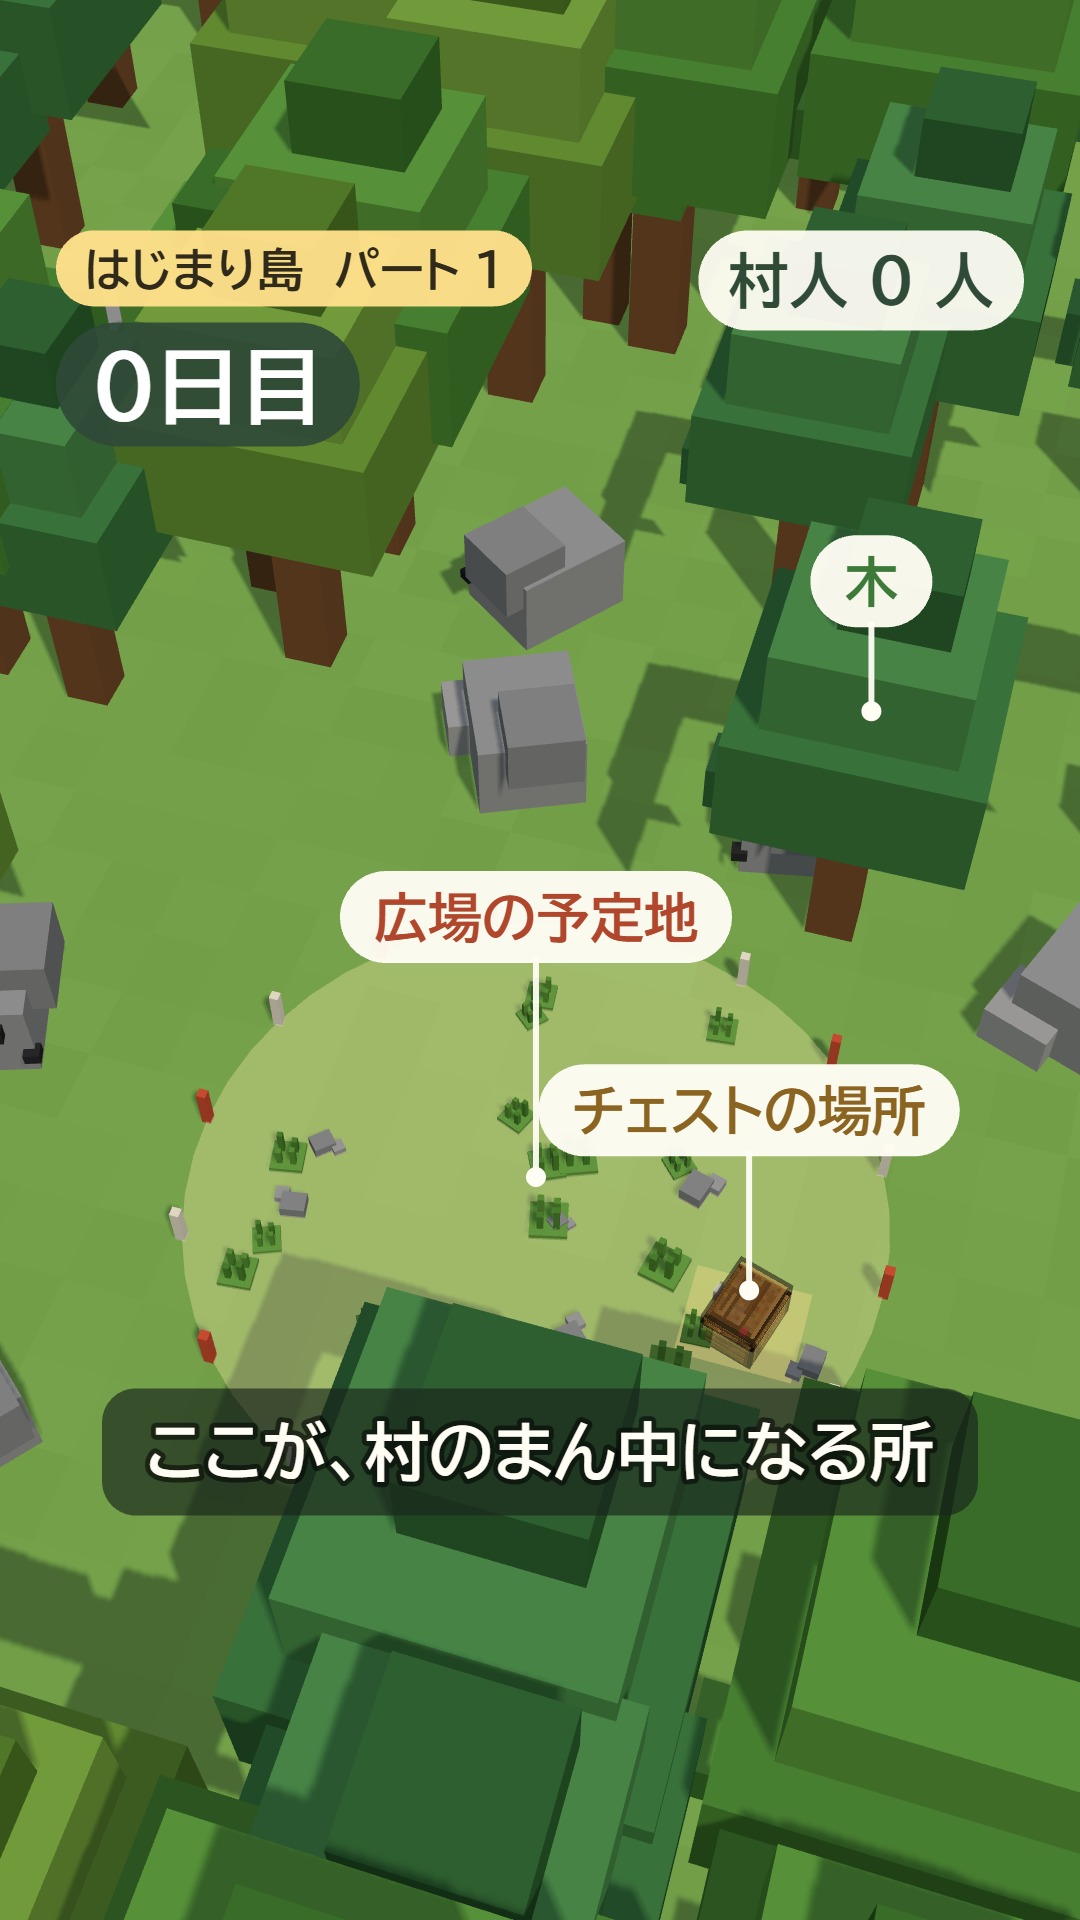 はじまり島 パート 1
村人 0 人
0日目
木
広場の予定地
チェストの場所
ここが、村のまん中になる所